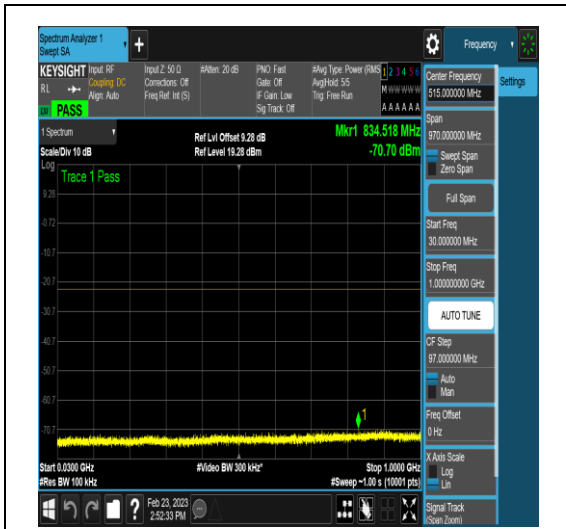 Spectrum Analyzer 1
Swept SA
+
Frequency
KEYSIGHT
RL
PASS
Input: RF
Coupling: DC
Align: Auto
Input Z: 50 Ω
Corrections: Off
Freq Ref: Int (S)
#Atten: 20 dB
PNO: Fast
Gate: Off
IF Gain: Low
Sig Track: Off
#Avg Type: Power (RMS
Avg|Hold: 5/5
Trig: Free Run
1 2 3 4 5 6
M W W W W W
A A A A A A
Center Frequency
515.000000 MHz
Settings
1 Spectrum
Scale/Div 10 dB
Ref Lvl Offset 9.28 dB
Ref Level 19.28 dBm
Mkr1 834.518 MHz
-70.70 dBm
Span
970.000000 MHz
Swept Span
Zero Span
Log
Trace 1 Pass
9.28
-0.72
-10.7
-20.7
-30.7
-40.7
-50.7
-60.7
-70.7
1
Full Span
Start Freq
30.000000 MHz
Stop Freq
1.000000000 GHz
AUTO TUNE
CF Step
97.000000 MHz
Auto
Man
Freq Offset
0 Hz
X Axis Scale
Log
Lin
Signal Track
(Span Zoom)
Start 0.0300 GHz
#Res BW 100 kHz
#Video BW 300 kHz*
Stop 1.0000 GHz
#Sweep ~1.00 s (10001 pts)
?
Feb 23, 2023
2:52:33 PM